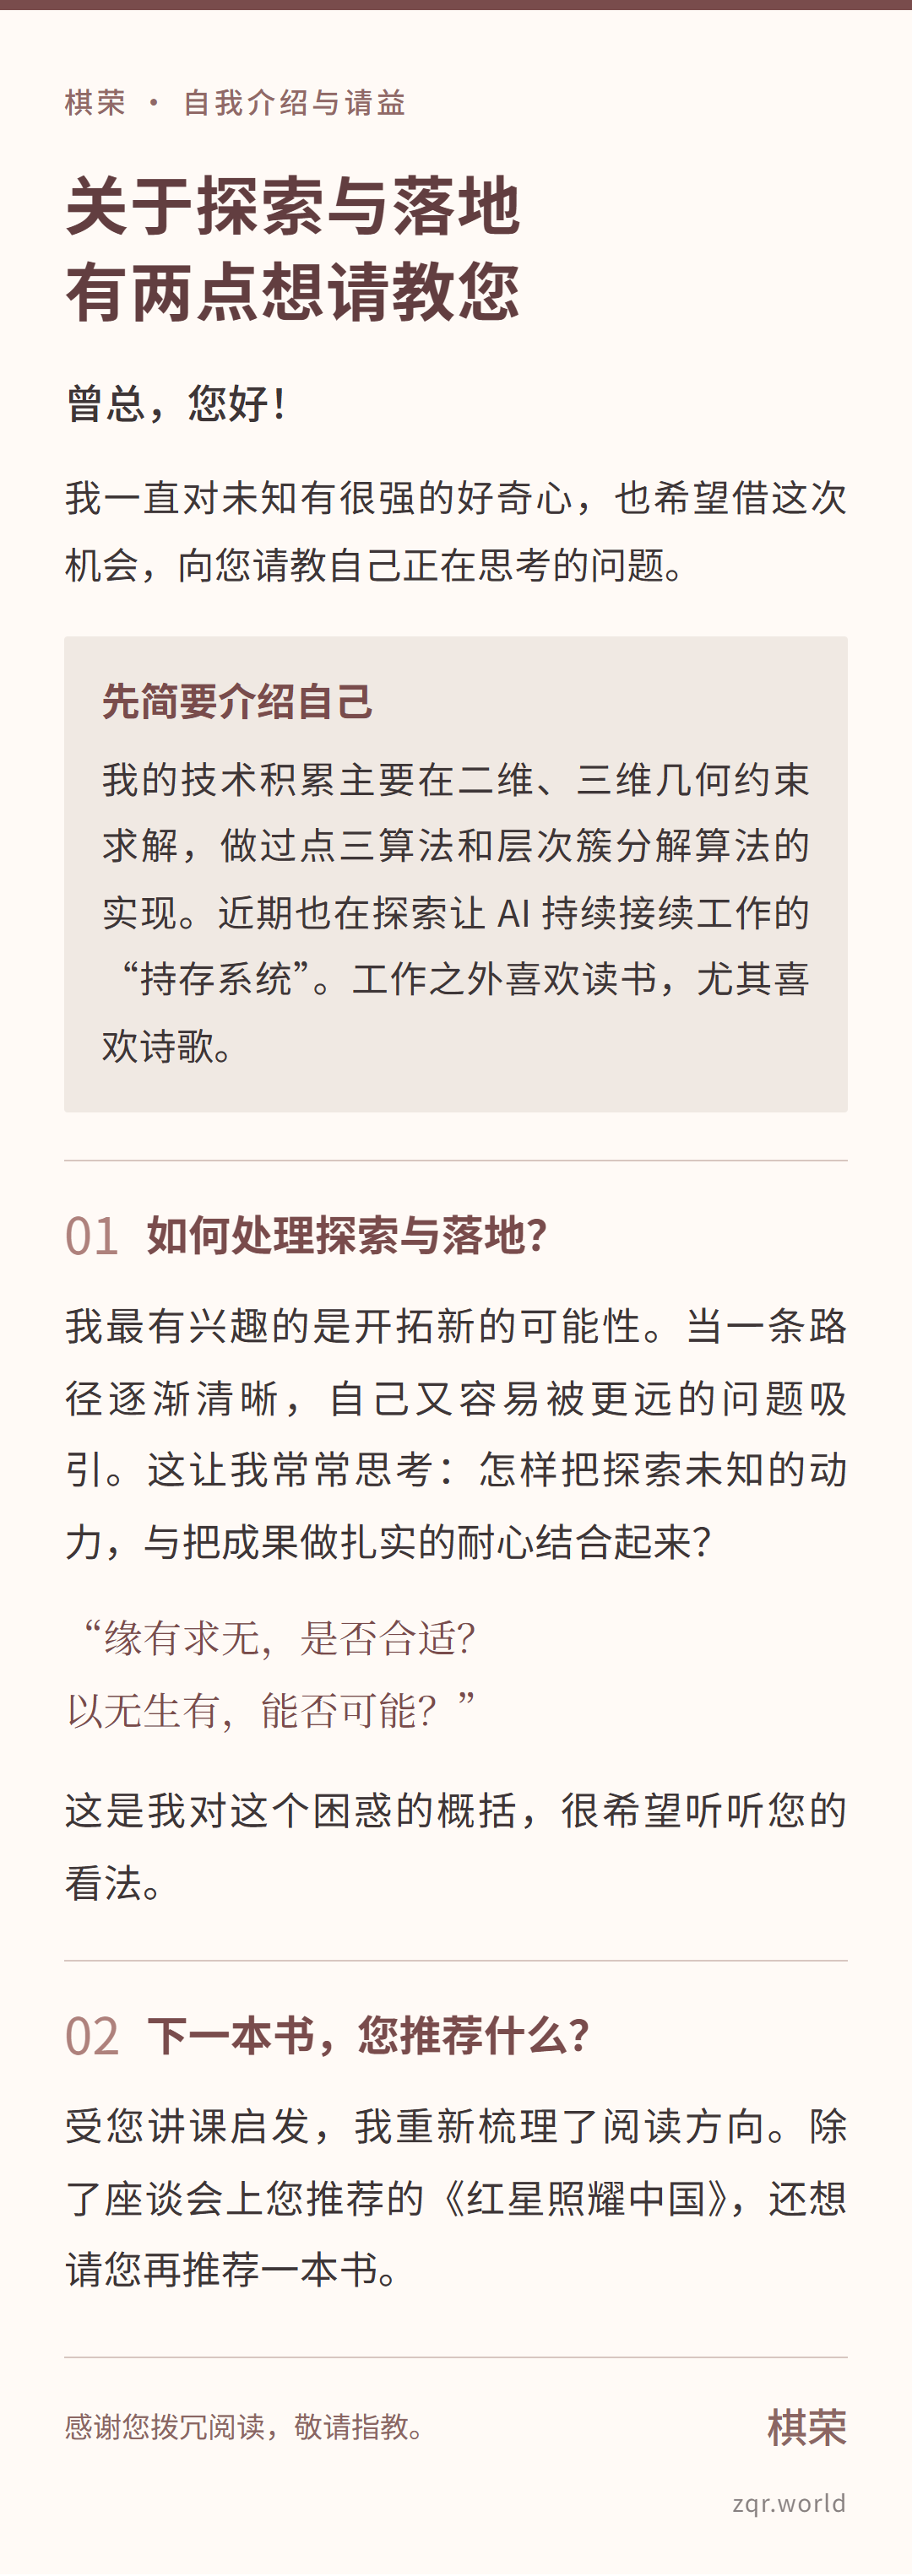 棋荣 · 自我介绍与请益
关于探索与落地
有两点想请教您
曾总，您好！
我一直对未知有很强的好奇心，也希望借这次
机会，向您请教自己正在思考的问题。
先简要介绍自己
我的技术积累主要在二维、三维几何约束
求解，做过点三算法和层次簇分解算法的
实现。近期也在探索让 AI 持续接续工作的
“持存系统”。工作之外喜欢读书，尤其喜
欢诗歌。
01 如何处理探索与落地？
我最有兴趣的是开拓新的可能性。当一条路
径逐渐清晰，自己又容易被更远的问题吸
引。这让我常常思考：怎样把探索未知的动
力，与把成果做扎实的耐心结合起来？
“缘有求无，是否合适？
以无生有，能否可能？”
这是我对这个困惑的概括，很希望听听您的
看法。
02 下一本书，您推荐什么？
受您讲课启发，我重新梳理了阅读方向。除
了座谈会上您推荐的《红星照耀中国》，还想
请您再推荐一本书。
感谢您拨冗阅读，敬请指教。
棋荣
zqr.world